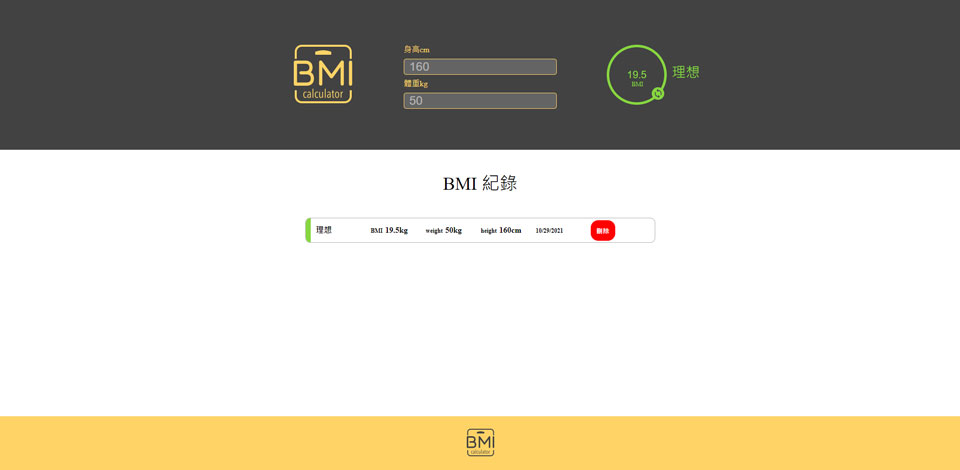 BMI
calculator
身高cm
160
體重kg
50
19.5
BMI
理想
BMI 紀錄
理想 BMI 19.5kg weight 50kg height 160cm 10/29/2021 刪除
BMI
calculator